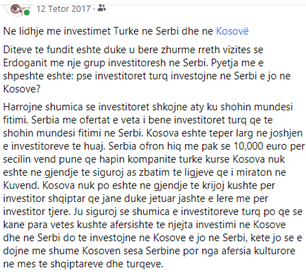 12 Tetor 2017
Ne lidhje me investimet Turke ne Serbi dhe ne Kosovë
Diteve te fundit eshte duke u bere zhurme rreth vizites se
Erdoganit me nje grup investitoresh ne Serbi. Pyetja me e
shpeshte eshte: pse investitoret turq investojne ne Serbi e jo ne
Kosove?
Harrojne shumica se investitoret shkojne aty ku shohin mundesi
fitimi. Serbia me ofertat e veta i bene investitoret turq qe te
shohin mundesi fitimi ne Serbi. Kosova eshte teper larg ne joshjen
e investitoreve te huaj. Serbia ofron hiq me pak se 10,000 euro per
secilin vend pune qe hapin kompanite turke kurse Kosova nuk
eshte ne gjendje te siguroj as zbatim te ligjeve qe i miraton ne
Kuvend. Kosova nuk po eshte ne gjendje te krijoj kushte per
investitor shqiptar qe jane duke jetuar jashte e lere me per
investitor tjere. Ju siguroj se shumica e investitoreve turq po qe se
kane para vetes kushte afersishte te njejta investimi ne Kosove
dhe ne Serbi do te investojne ne Kosove e jo ne Serbi, kete jo se e
dojne me shume Kosoven sesa Serbine por nga afersia kulturore
ne mes te shqiptareve dhe turqeve.